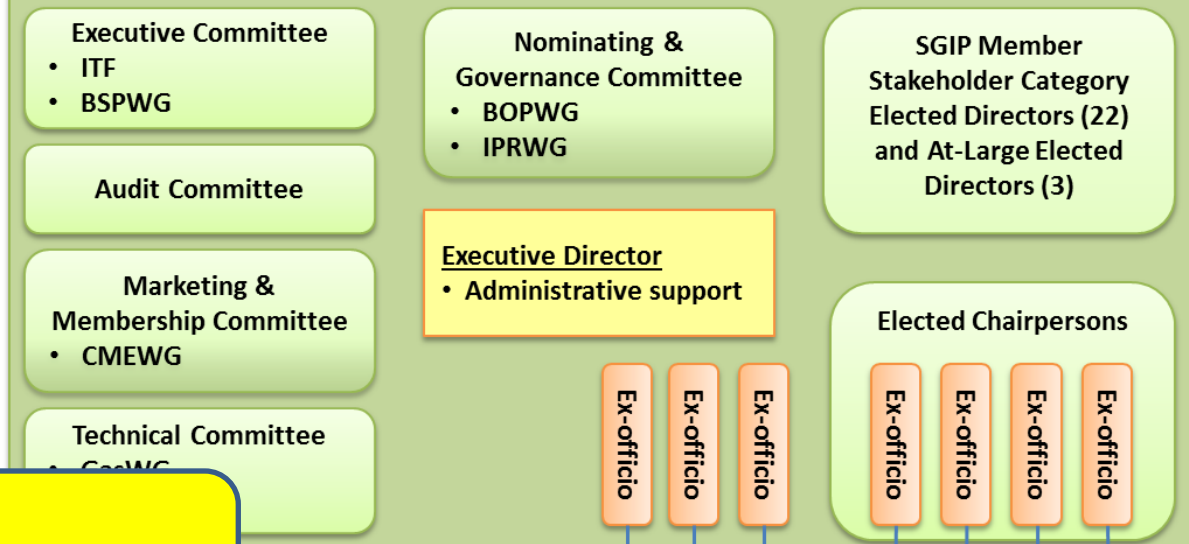 Executive Committee
• ITF
• BSPWG
Audit Committee
Marketing &
Membership Committee
• CMEWG
Technical Committee
Nominating &
Governance Committee
• BOPWG
• IPRWG
Executive Director
• Administrative support
SGIP Member
Stakeholder Category
Elected Directors (22)
and At-Large Elected
Directors (3)
Elected Chairpersons
Ex-officio
Ex-officio
Ex-officio
Ex-officio
Ex-officio
Ex-officio
Ex-officio